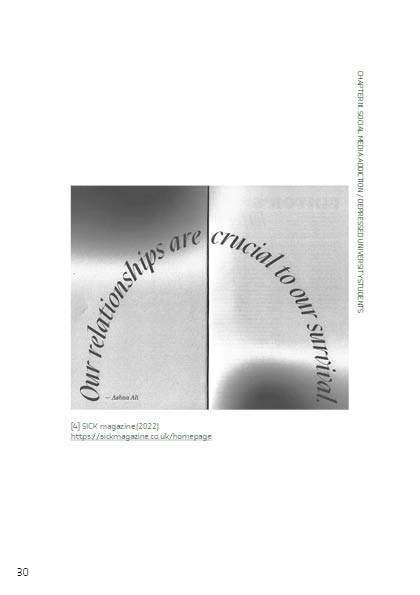 CHAPTER III. SOCIAL MEDIA ADDICTION / DEPRESSED UNIVERSITY STUDENTS
Our relationships are crucial to our survival.
— Ashna Ali
[4] SICK magazine (2022)
https://sickmagazine.co.uk/homepage
30